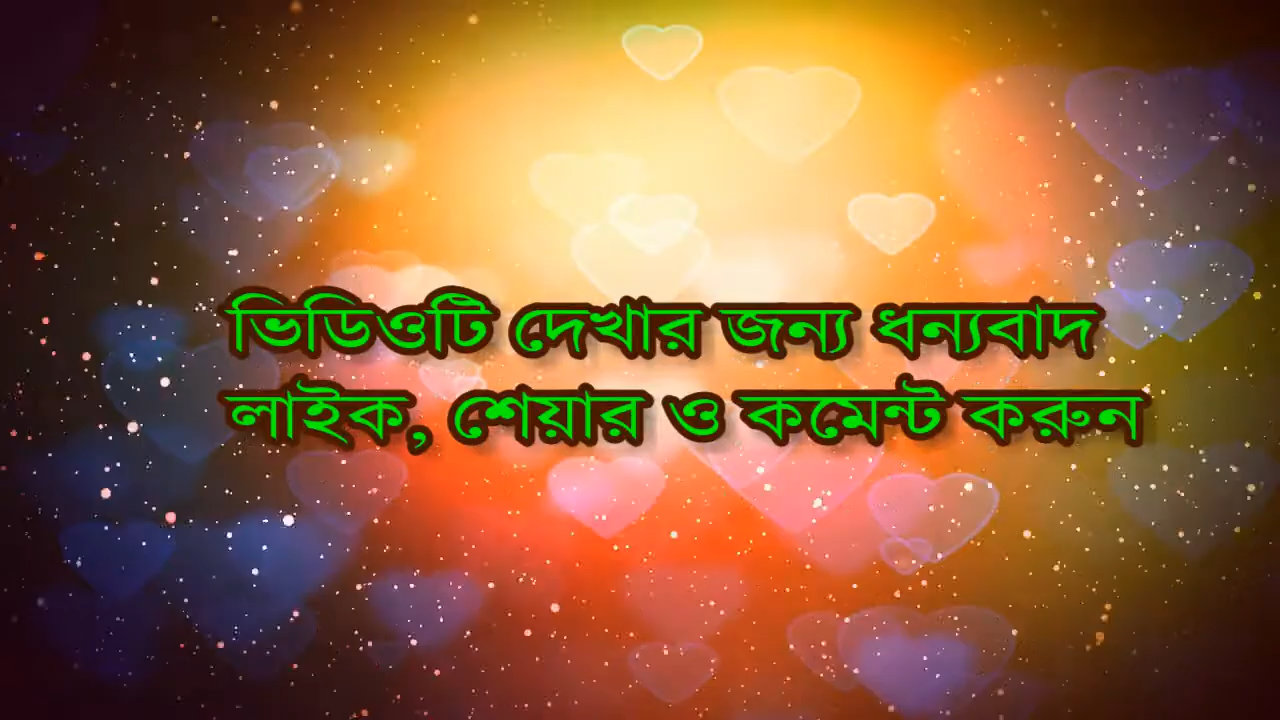 ভিডিওটি দেখার জন্য ধন্যবাদ
লাইক, শেয়ার ও কমেন্ট করুন